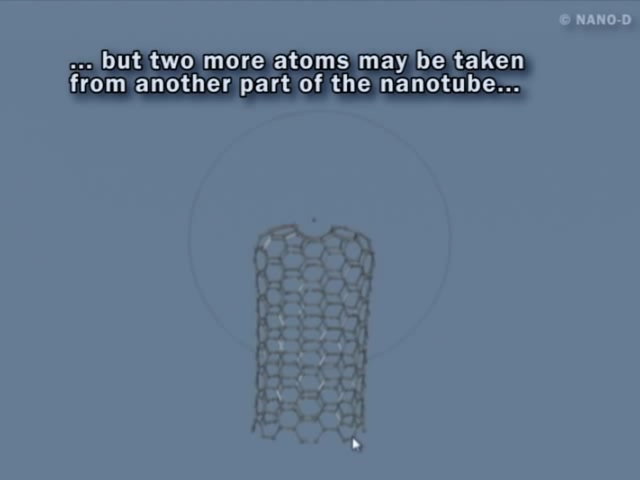 © NANO-D
... but two more atoms may be taken
from another part of the nanotube...